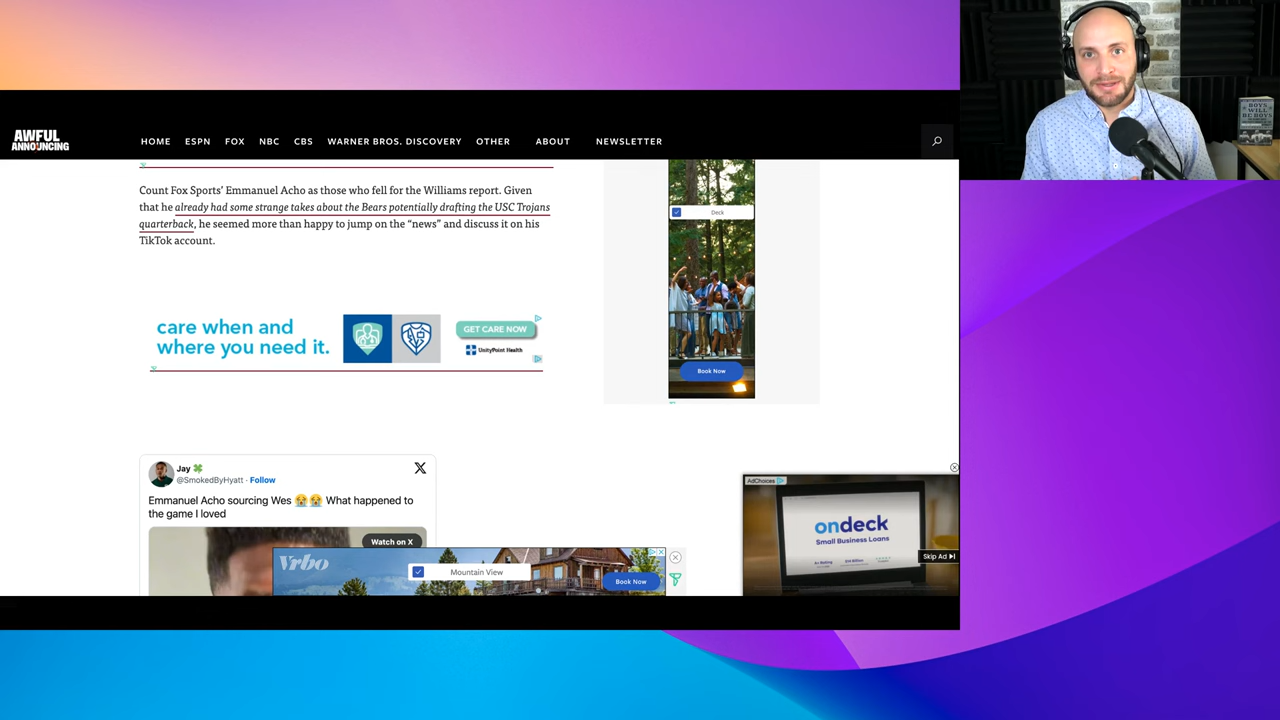 AWFUL
ANNOUNCING
HOME ESPN FOX NBC CBS WARNER BROS. DISCOVERY OTHER ABOUT NEWSLETTER
Count Fox Sports’ Emmanuel Acho as those who fell for the Williams report. Given
that he already had some strange takes about the Bears potentially drafting the USC Trojans
quarterback, he seemed more than happy to jump on the “news” and discuss it on his
TikTok account.
Deck
Book Now
care when and
where you need it.
GET CARE NOW
UnityPoint Health
Jay 🍀
@SmokedByHyatt · Follow
Emmanuel Acho sourcing Wes 😭😭 What happened to
the game I loved
Watch on X
Vrbo
Mountain View
Book Now
AdChoices
ondeck
Small Business Loans
Skip Ad
BOYS
WILL
BE BOYS